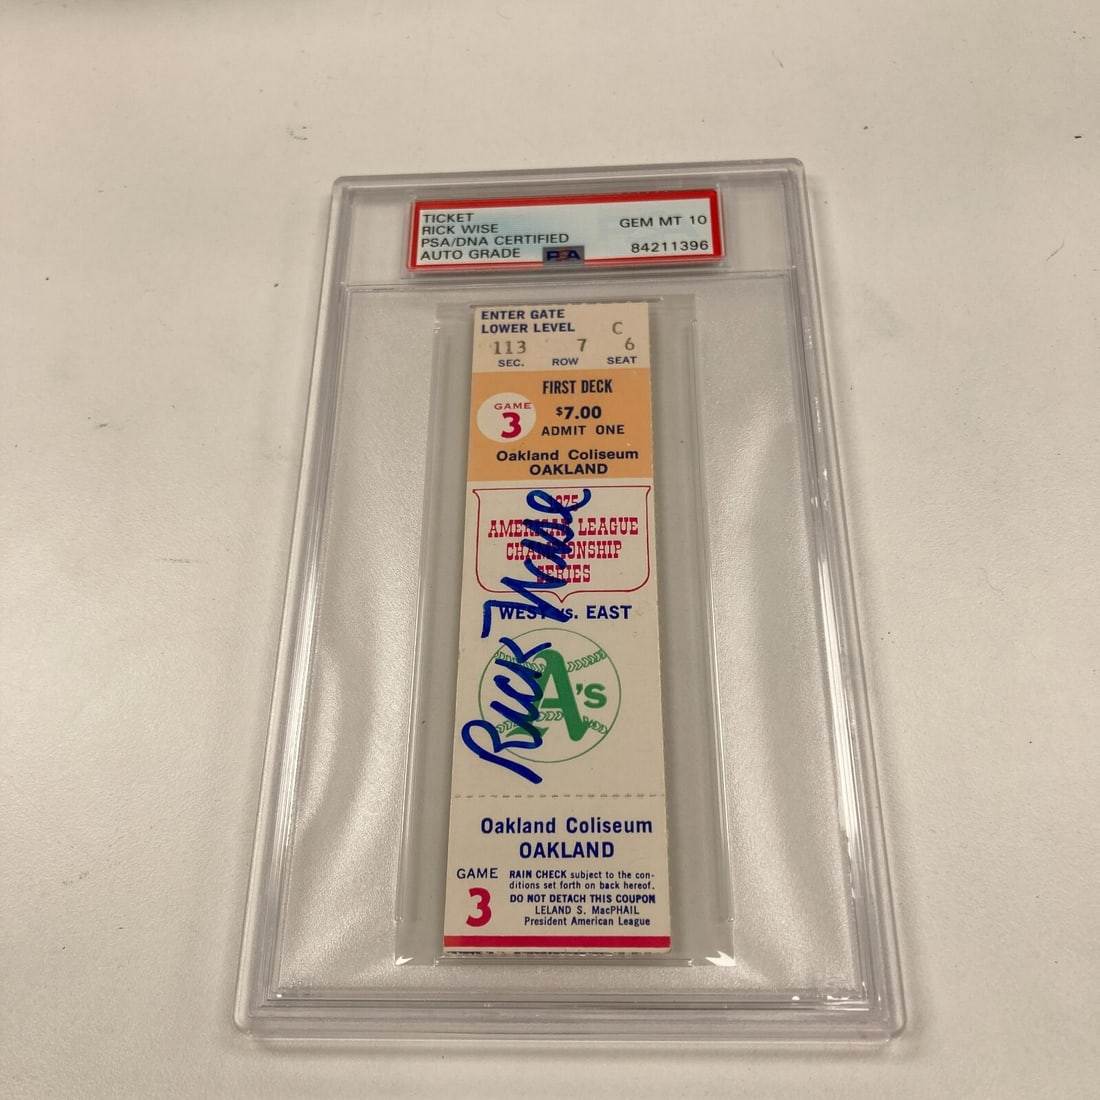 TICKET
RICK WISE
PSA/DNA CERTIFIED
AUTO GRADE
PSA
GEM MT 10
84211396
ENTER GATE C
LOWER LEVEL
113 7 6
SEC. ROW SEAT
FIRST DECK
GAME
3
$7.00
ADMIT ONE
Oakland Coliseum
OAKLAND
1975
AMERICAN LEAGUE
CHAMPIONSHIP
SERIES
WEST vs. EAST
A's
Rick Wise
Oakland Coliseum
OAKLAND
GAME
3
RAIN CHECK subject to the con-
ditions set forth on back hereof.
DO NOT DETACH THIS COUPON
LELAND S. MacPHAIL
President American League